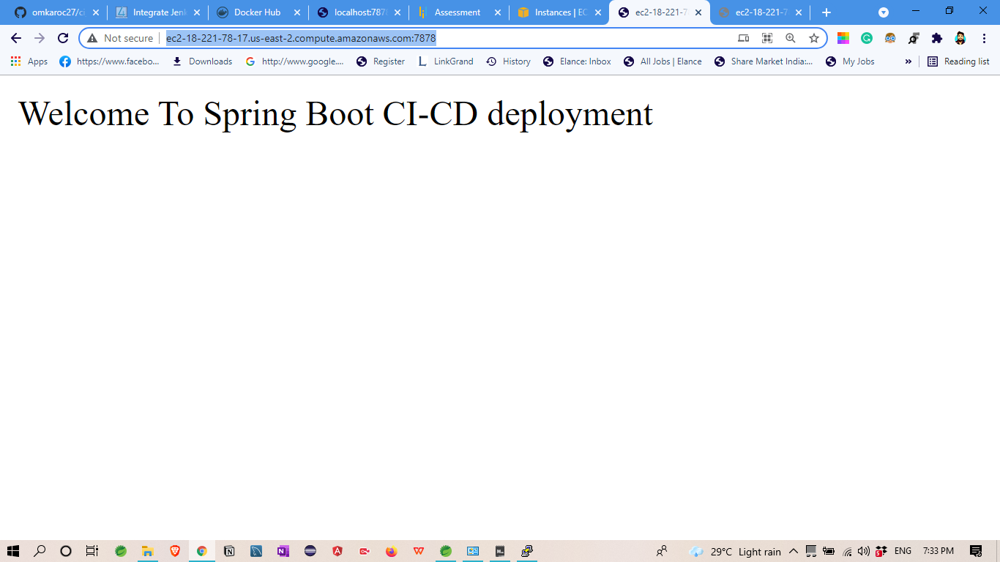 omkaroc27/ci
Integrate Jenk
Docker Hub
localhost:7878
Assessment
Instances | EC
ec2-18-221-7
ec2-18-221-7
Not secure
ec2-18-221-78-17.us-east-2.compute.amazonaws.com:7878
Apps
https://www.facebo...
Downloads
http://www.google....
Register
LinkGrand
History
Elance: Inbox
All Jobs | Elance
Share Market India:...
My Jobs
»
Reading list
Welcome To Spring Boot CI-CD deployment
29°C Light rain
ENG
7:33 PM